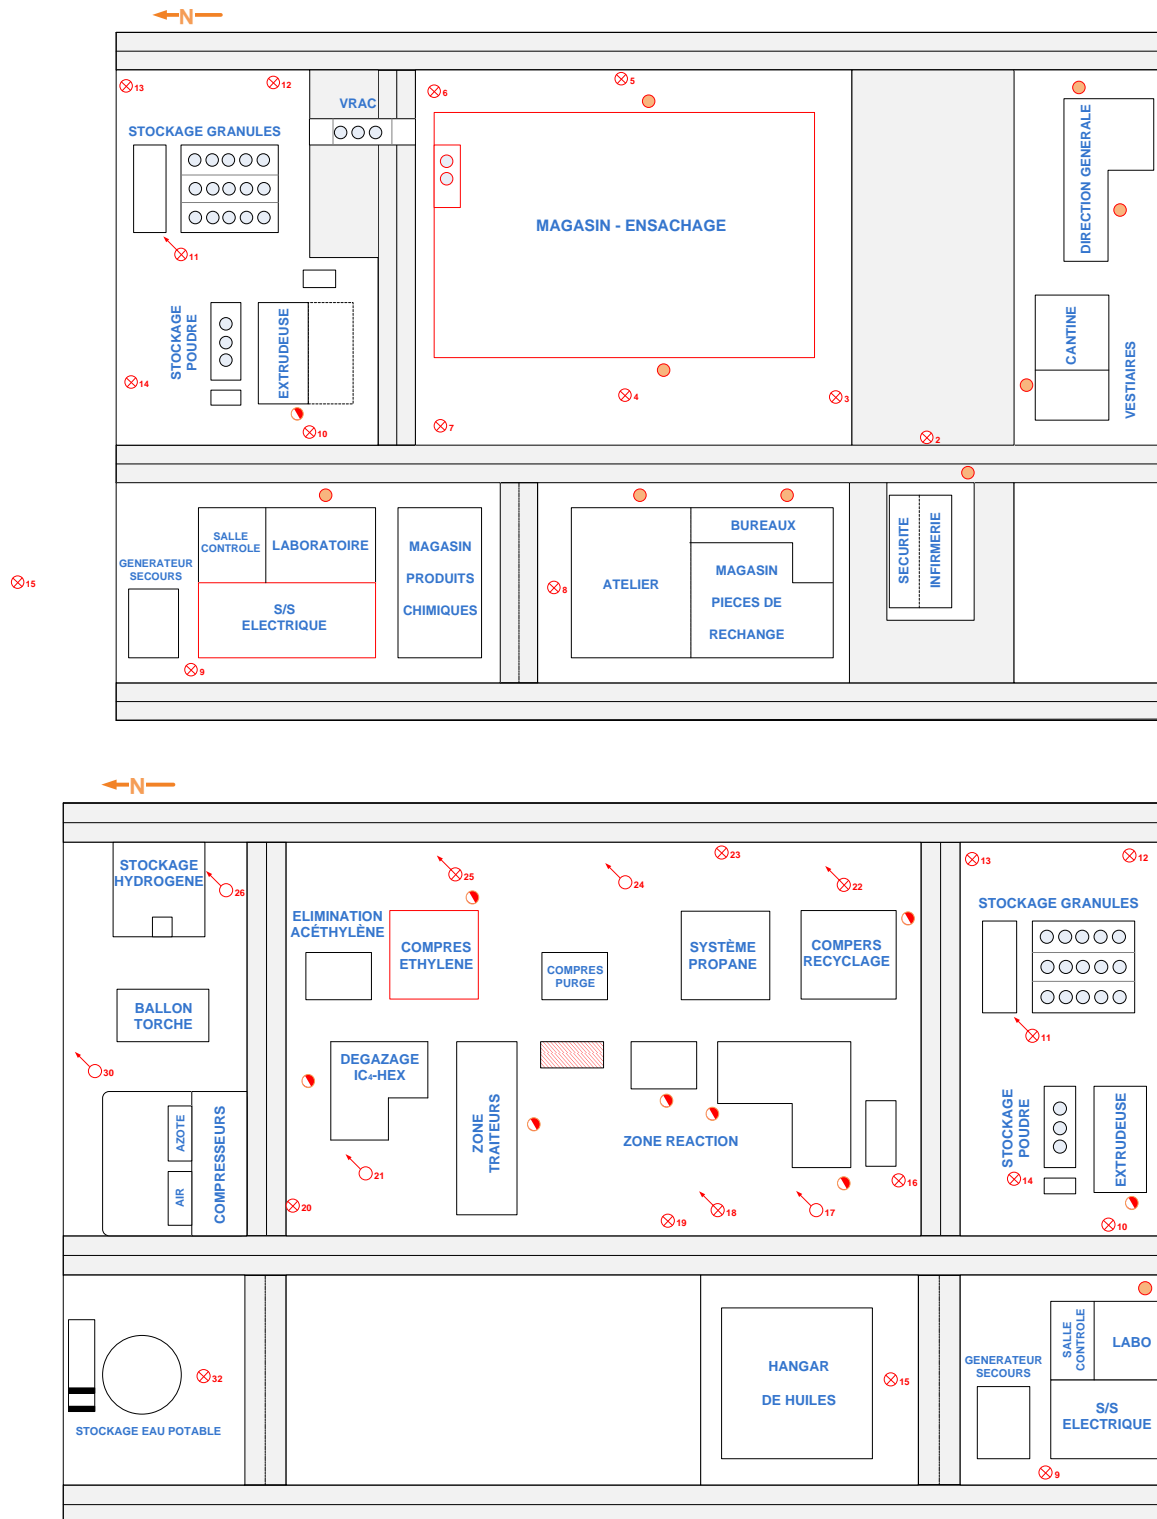 N
13
12
5
6
VRAC
STOCKAGE GRANULES
DIRECTION GENERALE
MAGASIN - ENSACHAGE
11
STOCKAGE
POUDRE
EXTRUDEUSE
CANTINE
VESTIAIRES
14
4
3
10
7
2
SALLE
CONTROLE
LABORATOIRE
MAGASIN
PRODUITS
CHIMIQUES
BUREAUX
SECURITE
INFIRMERIE
GENERATEUR
SECOURS
15
8
ATELIER
MAGASIN
PIECES DE
RECHANGE
S/S
ELECTRIQUE
9
N
23
13
12
STOCKAGE
HYDROGENE
25
24
22
26
STOCKAGE GRANULES
ELIMINATION
ACÉTHYLÈNE
COMPRES
ETHYLENE
SYSTÈME
PROPANE
COMPERS
RECYCLAGE
COMPRES
PURGE
BALLON
TORCHE
11
DEGAZAGE
IC4-HEX
30
ZONE
TRAITEURS
ZONE REACTION
STOCKAGE
POUDRE
EXTRUDEUSE
AZOTE
AIR
COMPRESSEURS
21
14
16
20
19
18
17
10
SALLE
CONTROLE
LABO
GENERATEUR
SECOURS
HANGAR
DE HUILES
32
15
S/S
ELECTRIQUE
STOCKAGE EAU POTABLE
9